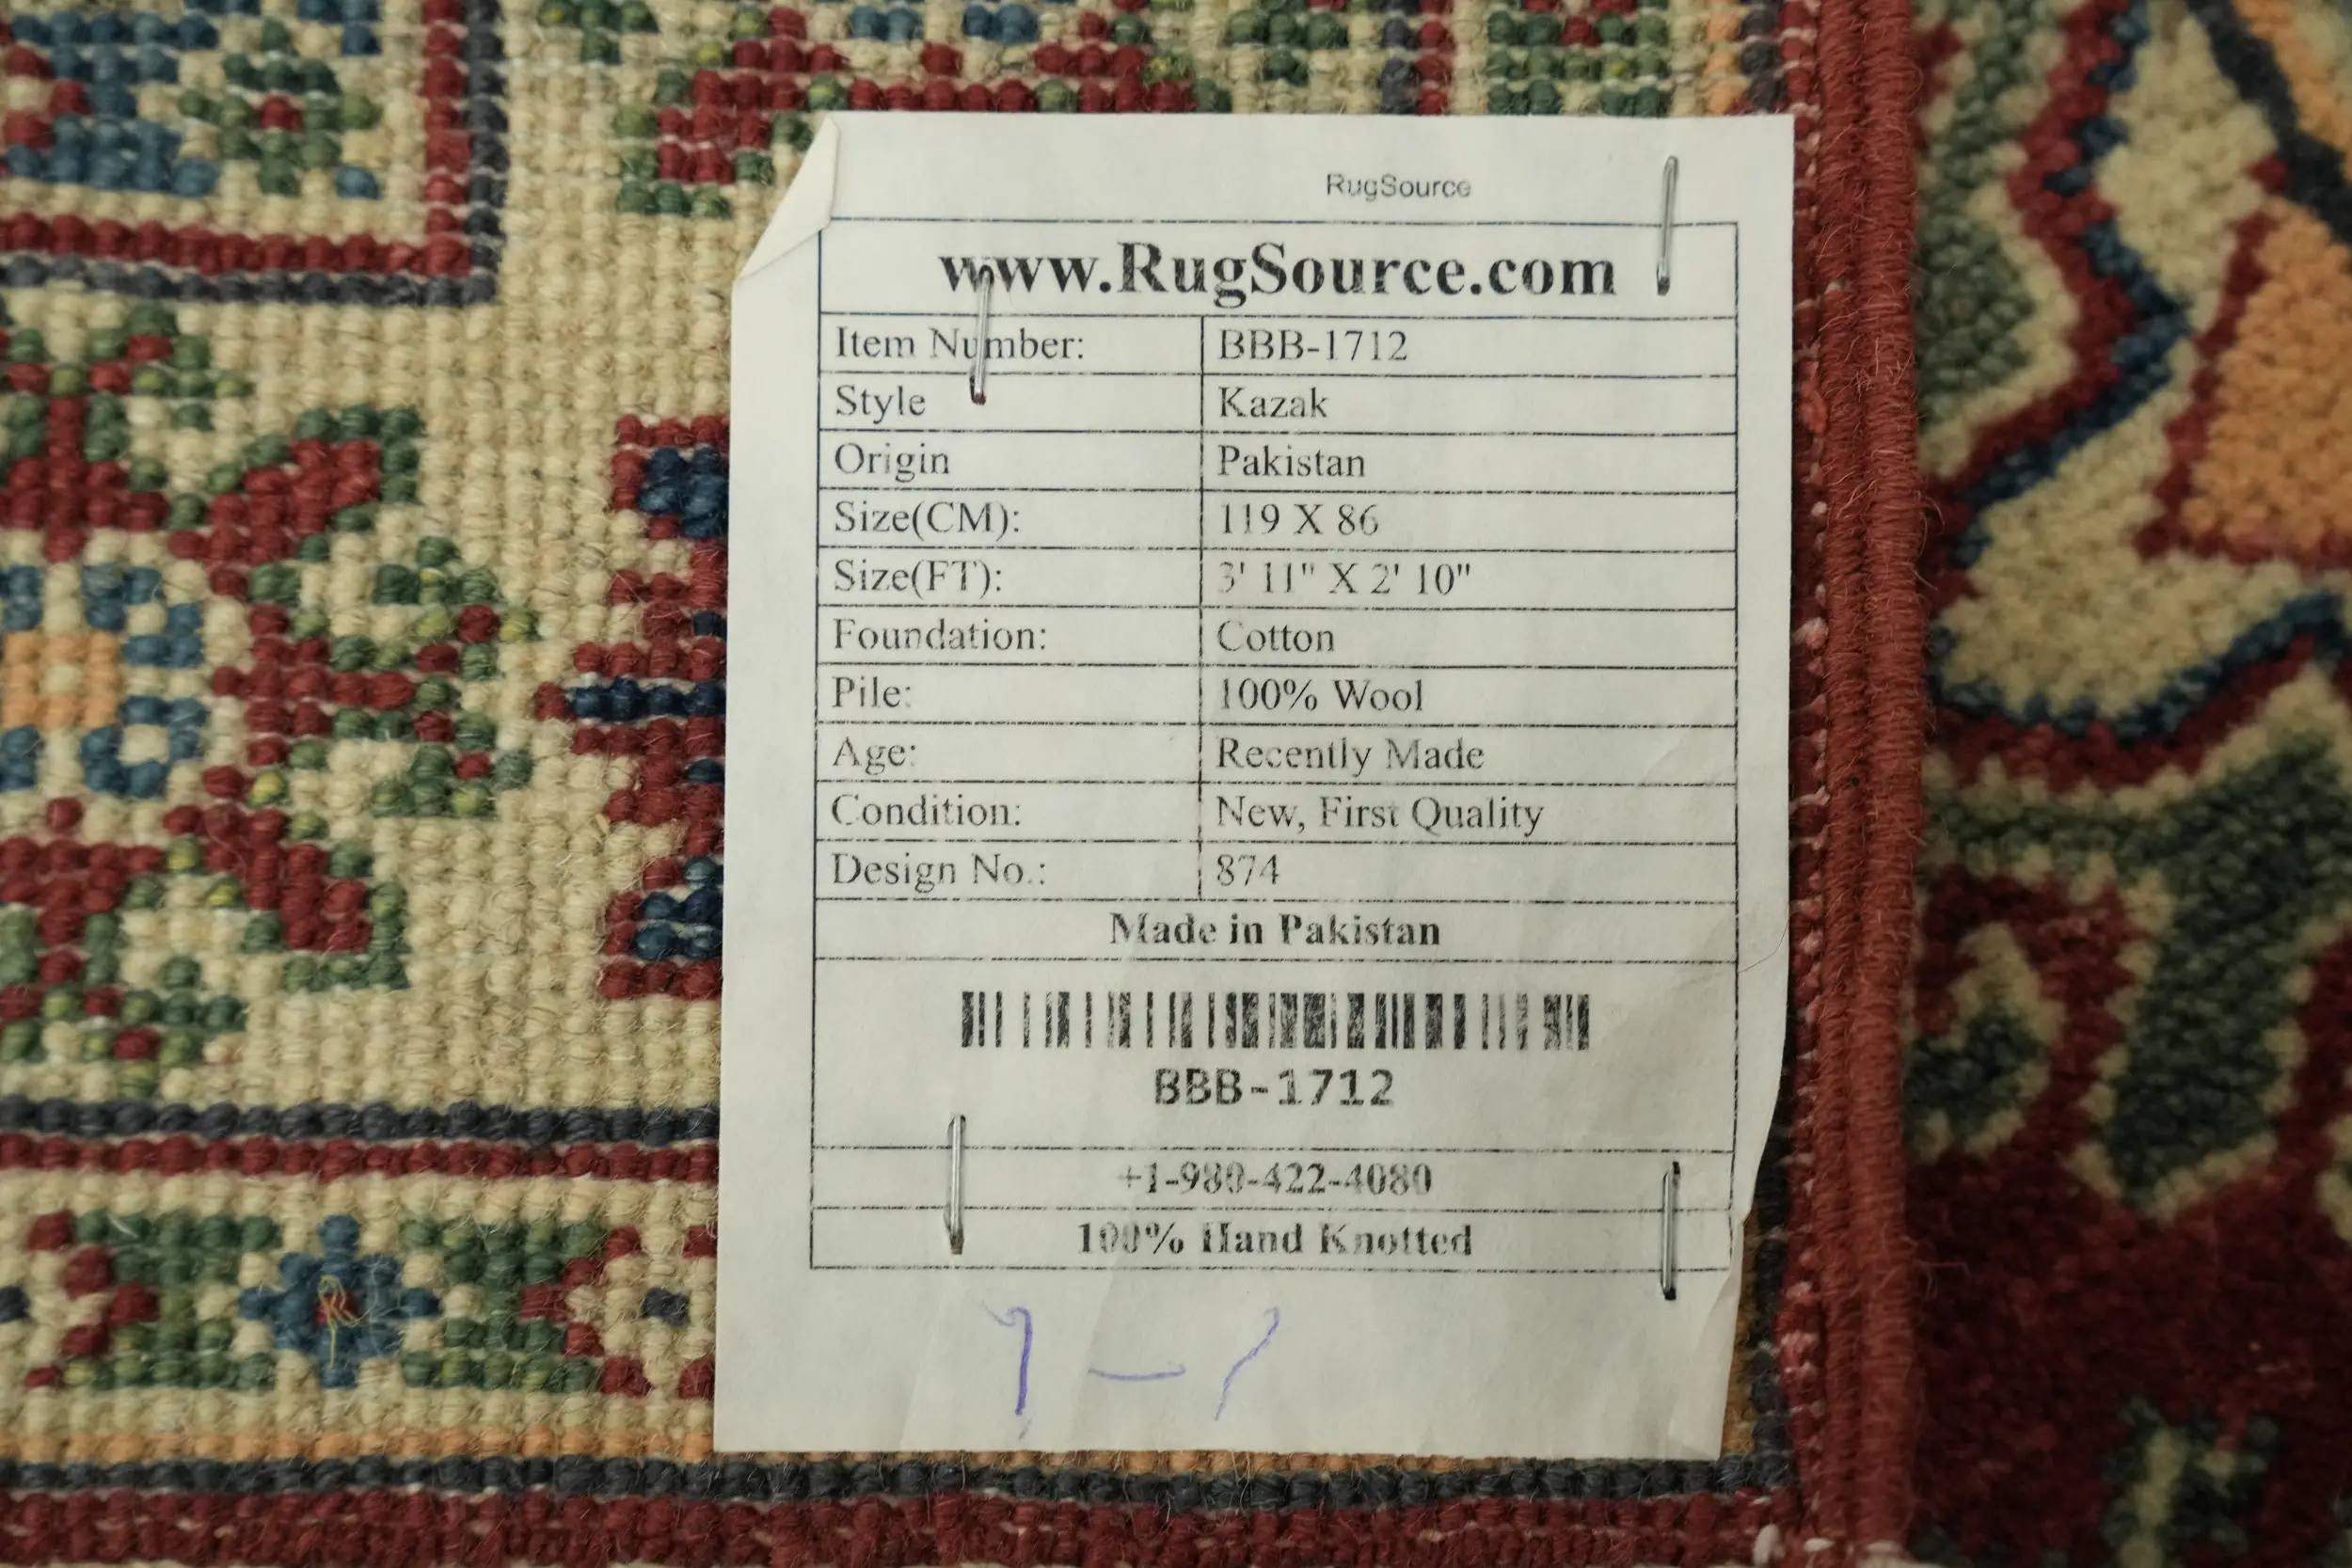 RugSource
www.RugSource.com
Item Number: BBB-1712
Style Kazak
Origin Pakistan
Size(CM): 119 X 86
Size(FT): 3' 11" X 2' 10"
Foundation: Cotton
Pile: 100% Wool
Age: Recently Made
Condition: New, First Quality
Design No.: 874
Made in Pakistan
BBB-1712
+1-980-422-4080
100% Hand Knotted